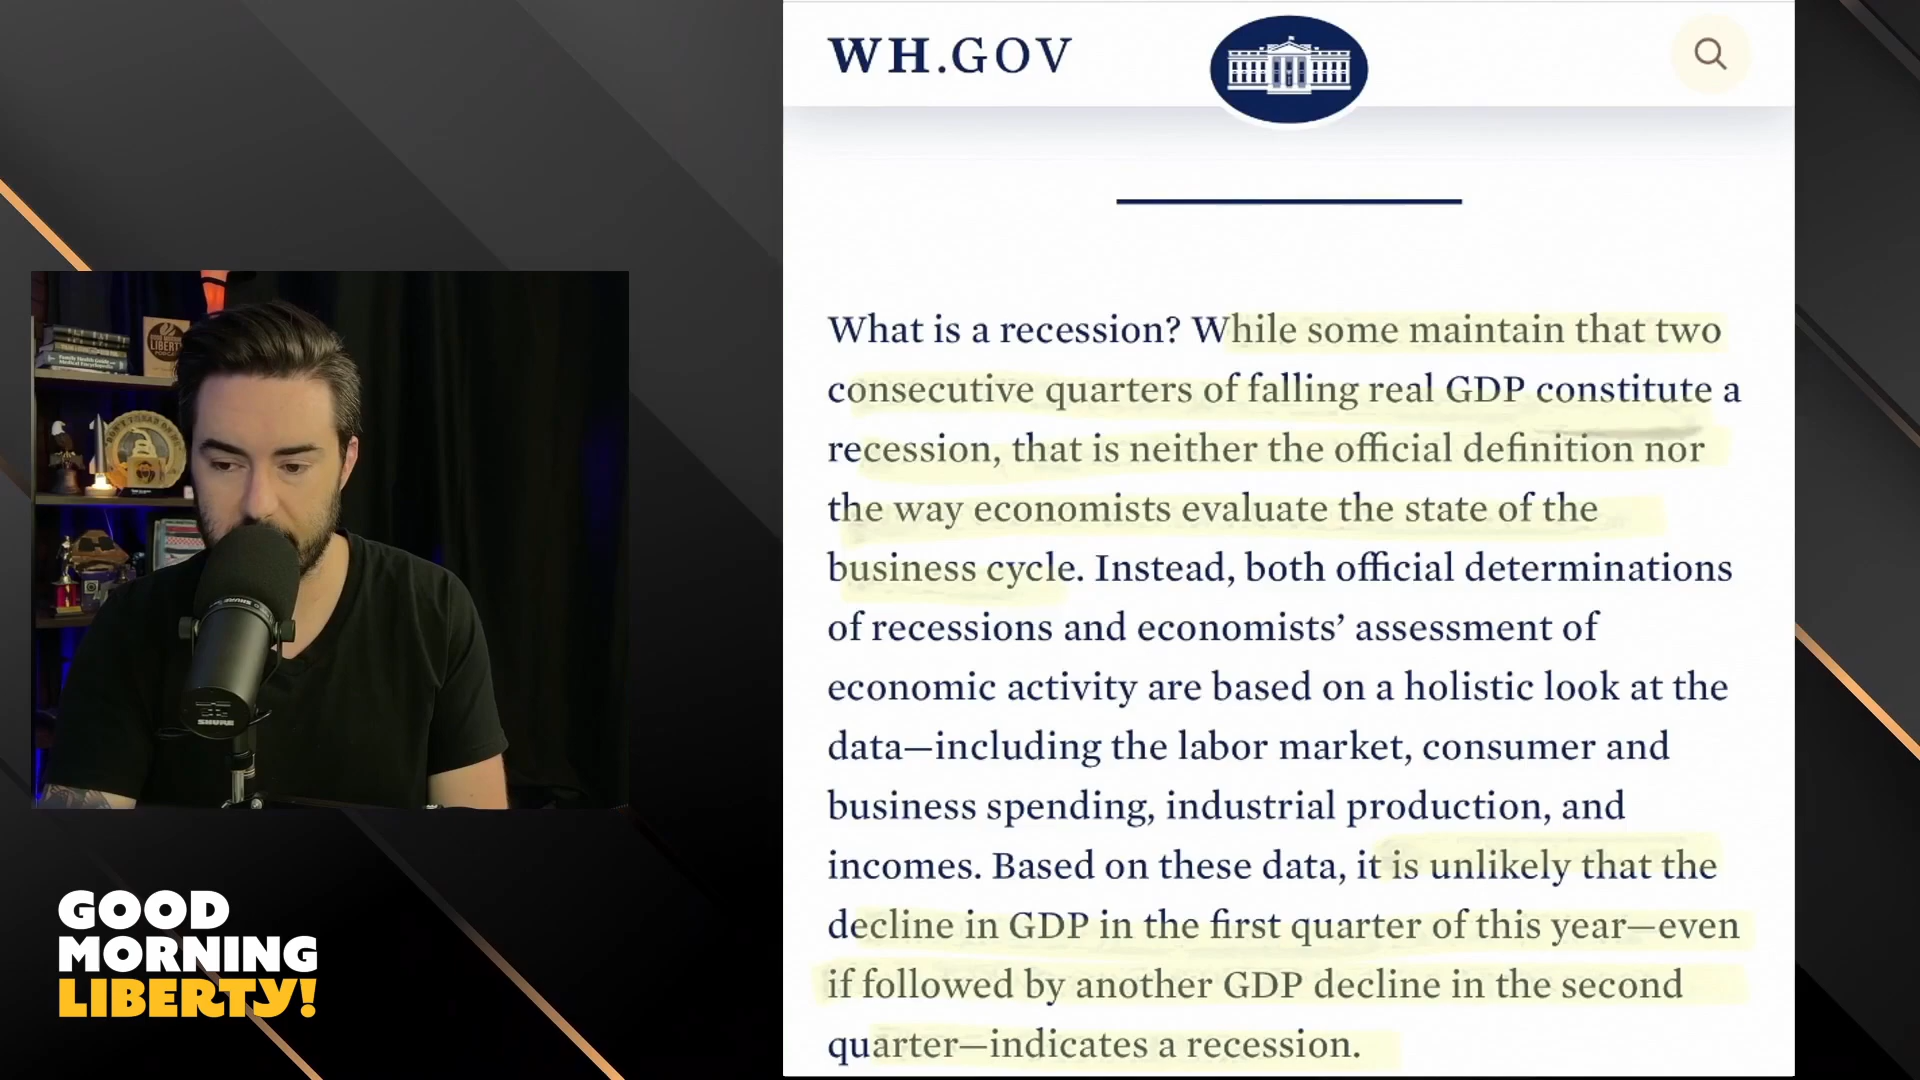 WH.GOV
What is a recession? While some maintain that two
consecutive quarters of falling real GDP constitute a
recession, that is neither the official definition nor
the way economists evaluate the state of the
business cycle. Instead, both official determinations
of recessions and economists’ assessment of
economic activity are based on a holistic look at the
data—including the labor market, consumer and
business spending, industrial production, and
incomes. Based on these data, it is unlikely that the
decline in GDP in the first quarter of this year—even
if followed by another GDP decline in the second
quarter—indicates a recession.
SHURE
GOOD
MORNING
LIBERTY!